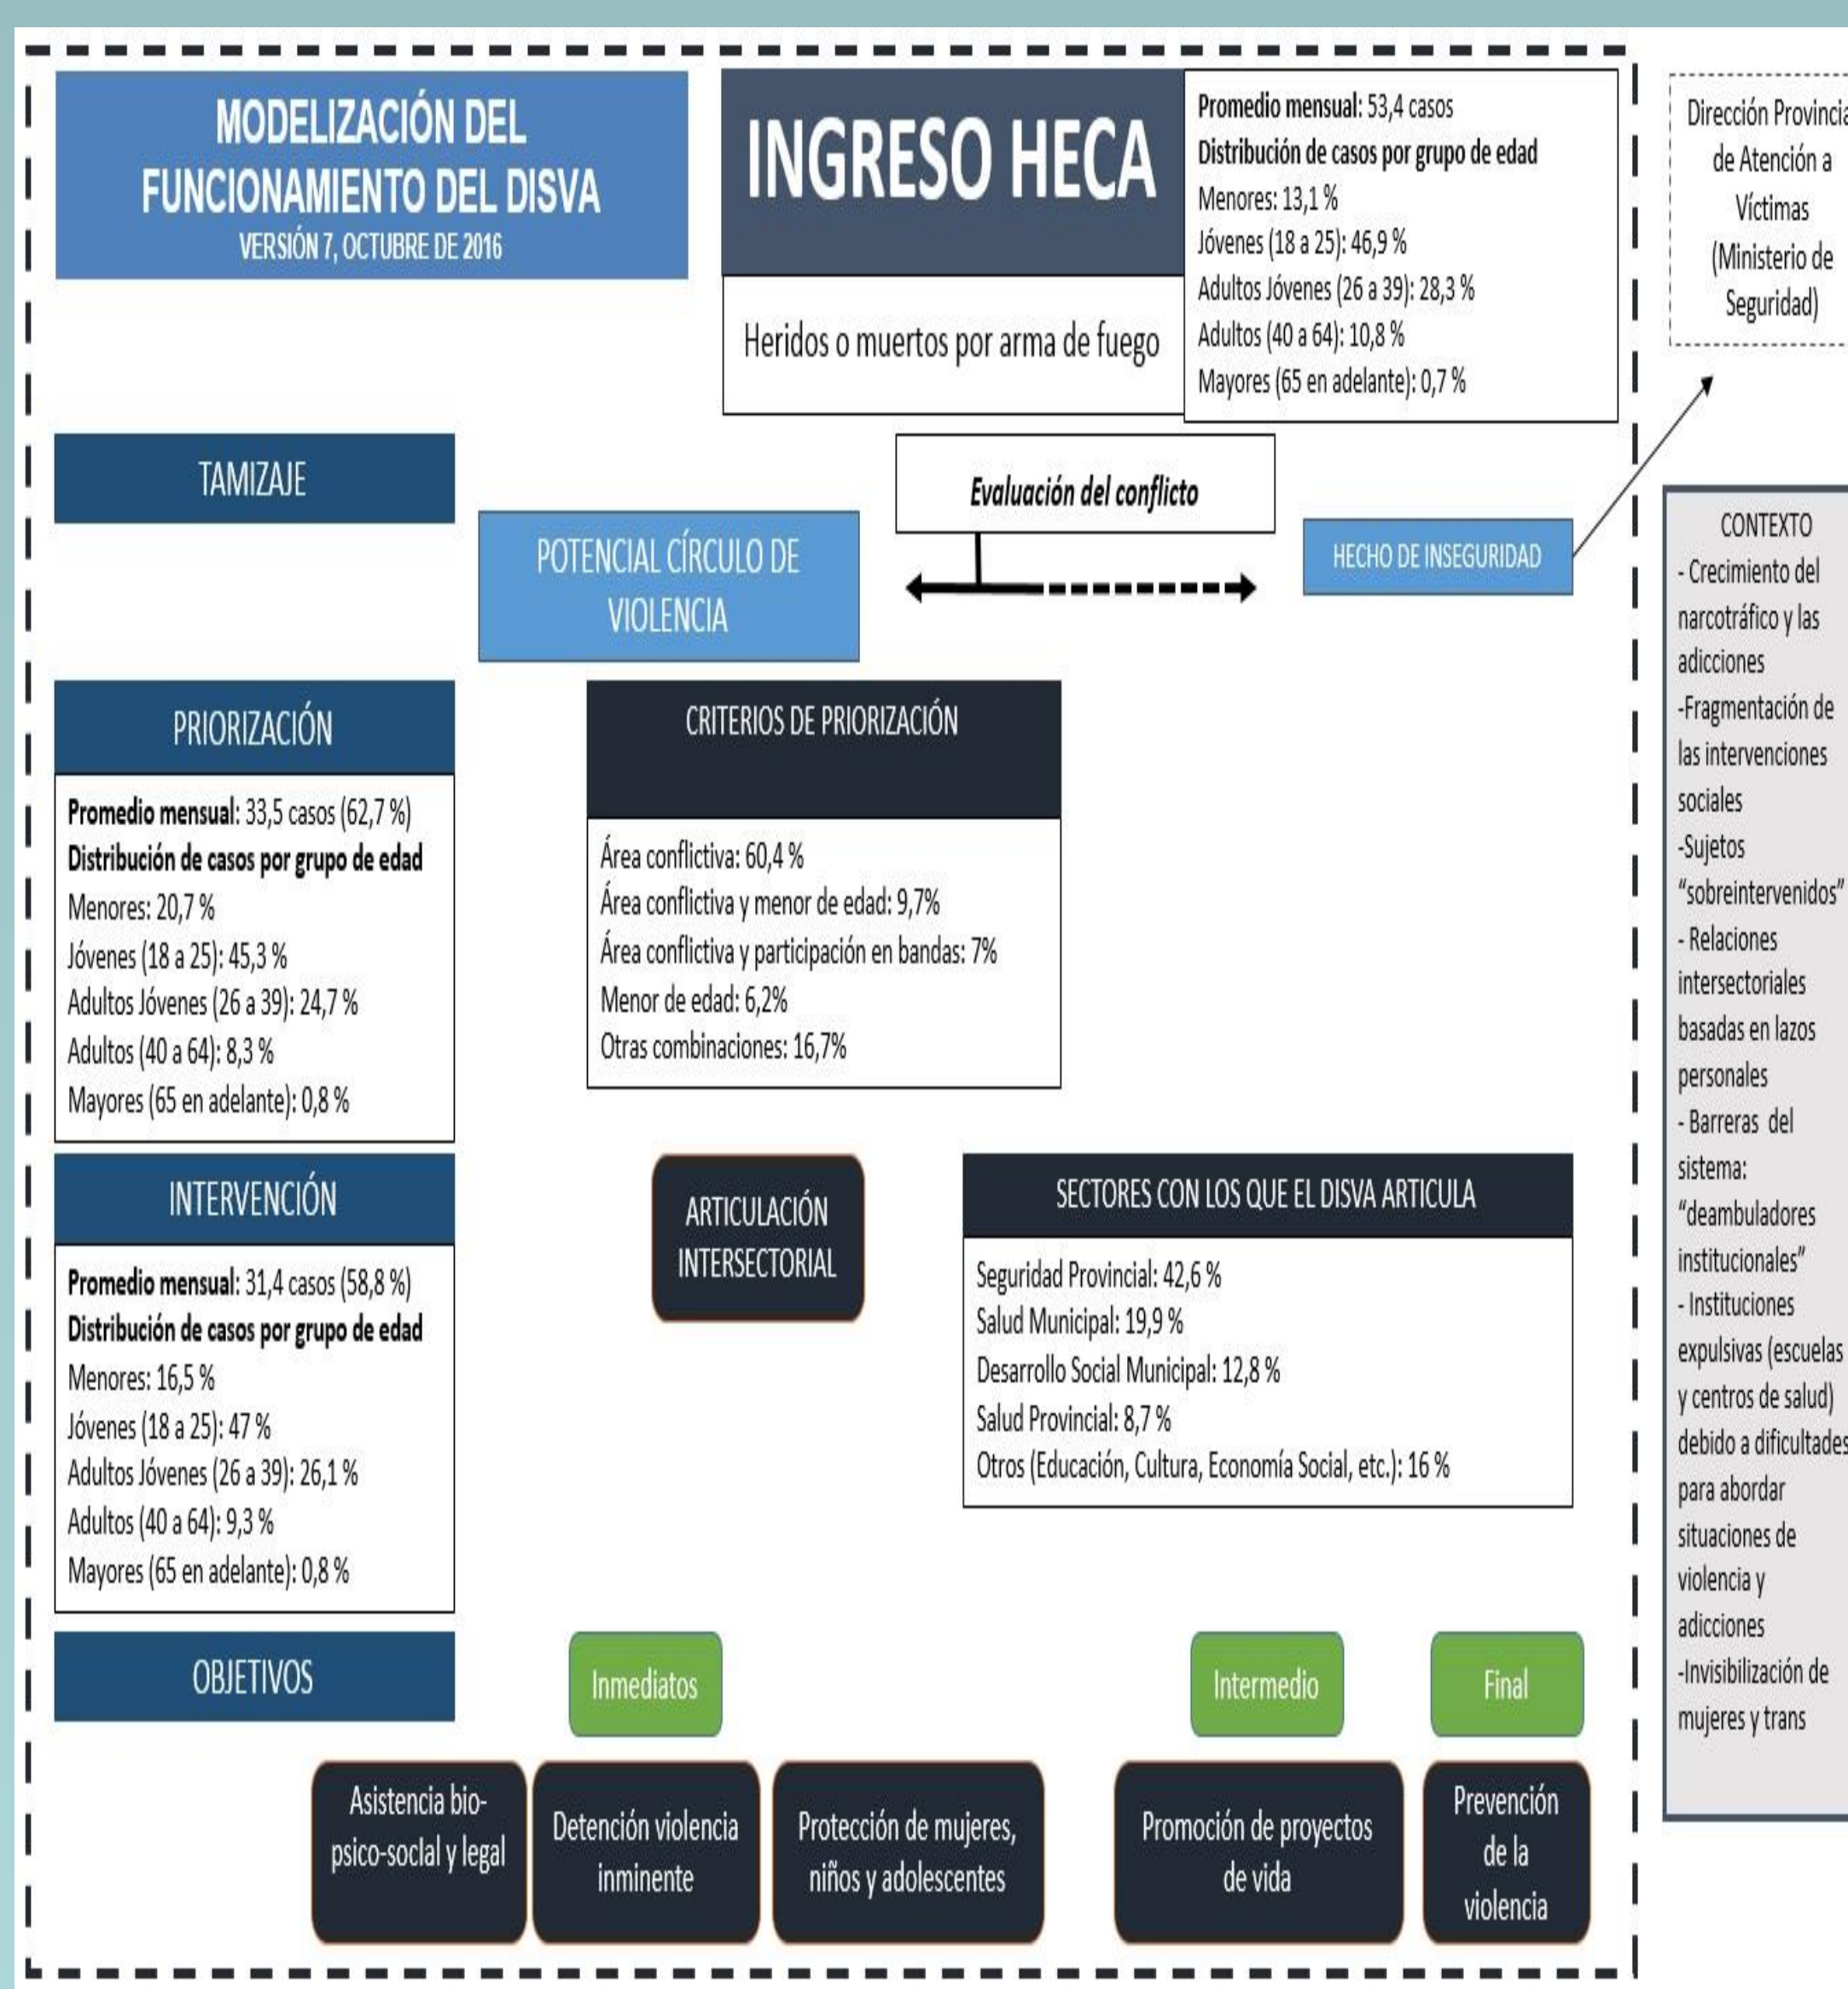 MODELIZACIÓN DEL
FUNCIONAMIENTO DEL DISVA
VERSIÓN 7, OCTUBRE DE 2016
INGRESO HECA
Heridos o muertos por arma de fuego
Promedio mensual: 53,4 casos
Distribución de casos por grupo de edad
Menores: 13,1 %
Jóvenes (18 a 25): 46,9 %
Adultos Jóvenes (26 a 39): 28,3 %
Adultos (40 a 64): 10,8 %
Mayores (65 en adelante): 0,7 %
Dirección Provincia
de Atención a
Víctimas
(Ministerio de
Seguridad)
TAMIZAJE
Evaluación del conflicto
POTENCIAL CÍRCULO DE
VIOLENCIA
HECHO DE INSEGURIDAD
PRIORIZACIÓN
Promedio mensual: 33,5 casos (62,7 %)
Distribución de casos por grupo de edad
Menores: 20,7 %
Jóvenes (18 a 25): 45,3 %
Adultos Jóvenes (26 a 39): 24,7 %
Adultos (40 a 64): 8,3 %
Mayores (65 en adelante): 0,8 %
CRITERIOS DE PRIORIZACIÓN
Área conflictiva: 60,4 %
Área conflictiva y menor de edad: 9,7%
Área conflictiva y participación en bandas: 7%
Menor de edad: 6,2%
Otras combinaciones: 16,7%
INTERVENCIÓN
Promedio mensual: 31,4 casos (58,8 %)
Distribución de casos por grupo de edad
Menores: 16,5 %
Jóvenes (18 a 25): 47 %
Adultos Jóvenes (26 a 39): 26,1 %
Adultos (40 a 64): 9,3 %
Mayores (65 en adelante): 0,8 %
ARTICULACIÓN
INTERSECTORIAL
SECTORES CON LOS QUE EL DISVA ARTICULA
Seguridad Provincial: 42,6 %
Salud Municipal: 19,9 %
Desarrollo Social Municipal: 12,8 %
Salud Provincial: 8,7 %
Otros (Educación, Cultura, Economía Social, etc.): 16 %
OBJETIVOS
Inmediatos
Intermedio
Final
Asistencia bio-
psico-social y legal
Detención violencia
inminente
Protección de mujeres,
niños y adolescentes
Promoción de proyectos
de vida
Prevención
de la
violencia
CONTEXTO
- Crecimiento del
narcotráfico y las
adicciones
-Fragmentación de
las intervenciones
sociales
-Sujetos
“sobreintervenidos”
- Relaciones
intersectoriales
basadas en lazos
personales
- Barreras del
sistema:
“deambuladores
institucionales”
- Instituciones
expulsivas (escuelas
y centros de salud)
debido a dificultades
para abordar
situaciones de
violencia y
adicciones
-Invisibilización de
mujeres y trans